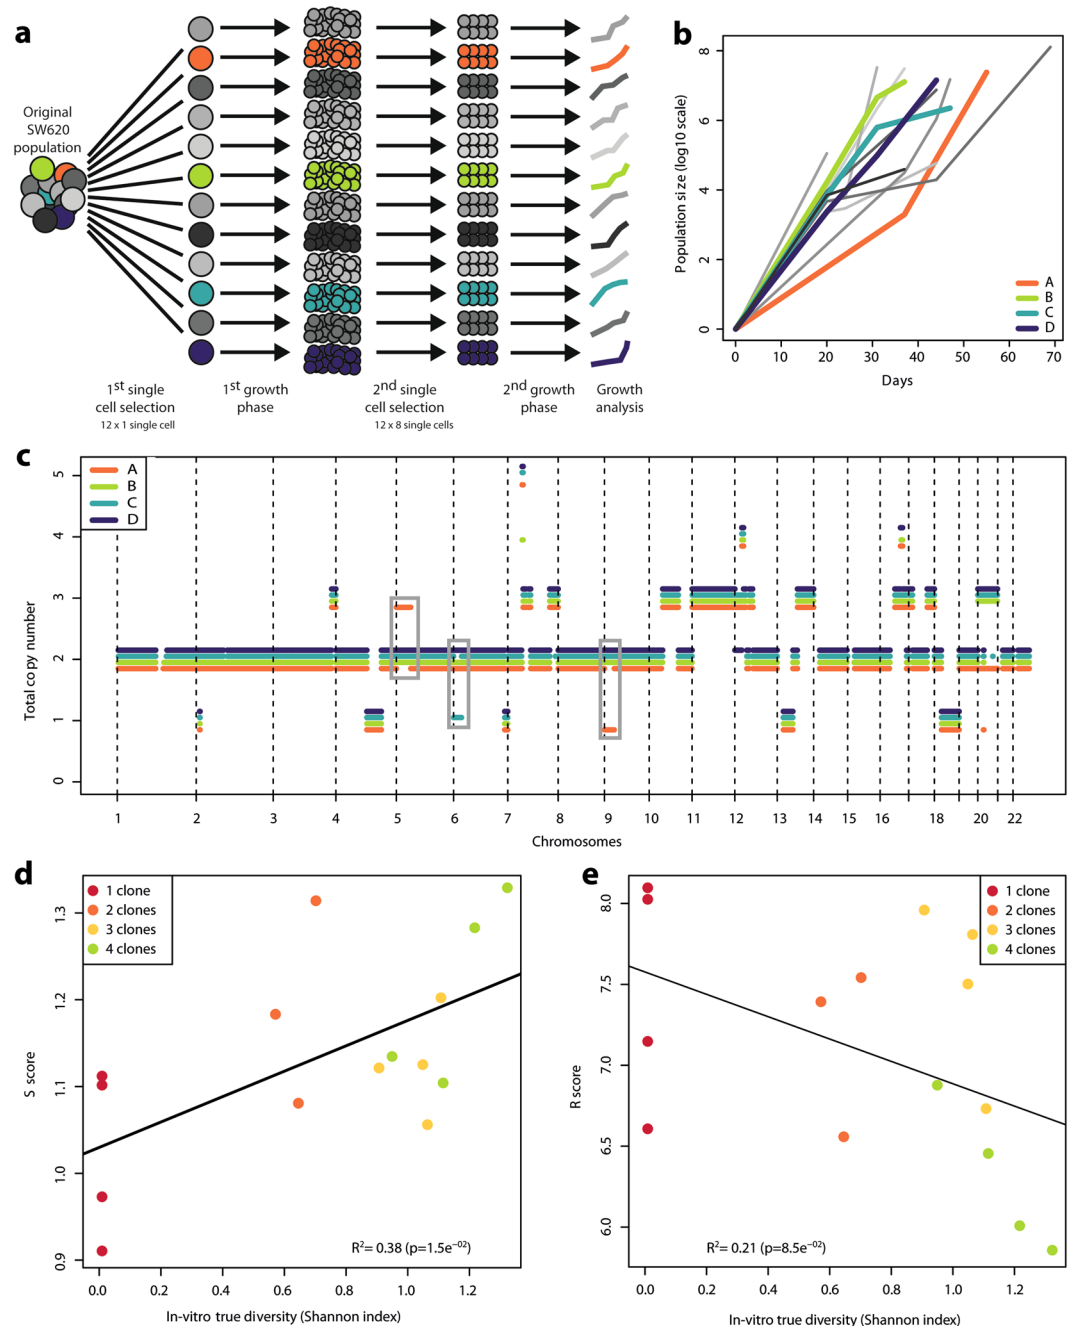 a
Original
SW620
population
1st single
cell selection
12 x 1 single cell
1st growth
phase
2nd single
cell selection
12 x 8 single cells
2nd growth
phase
Growth
analysis
b
Population size (log10 scale)
8
6
4
2
0
A
B
C
D
0 10 20 30 40 50 60 70
Days
c
A
B
C
D
Total copy number
5
4
3
2
1
0
1 2 3 4 5 6 7 8 9 10 11 12 13 14 15 16 18 20 22
Chromosomes
d
1 clone
2 clones
3 clones
4 clones
S score
1.3
1.2
1.1
1.0
0.9
R2= 0.38 (p=1.5e−02)
0.0 0.2 0.4 0.6 0.8 1.0 1.2
In-vitro true diversity (Shannon index)
e
1 clone
2 clones
3 clones
4 clones
R score
8.0
7.5
7.0
6.5
6.0
R2= 0.21 (p=8.5e−02)
0.0 0.2 0.4 0.6 0.8 1.0 1.2
In-vitro true diversity (Shannon index)